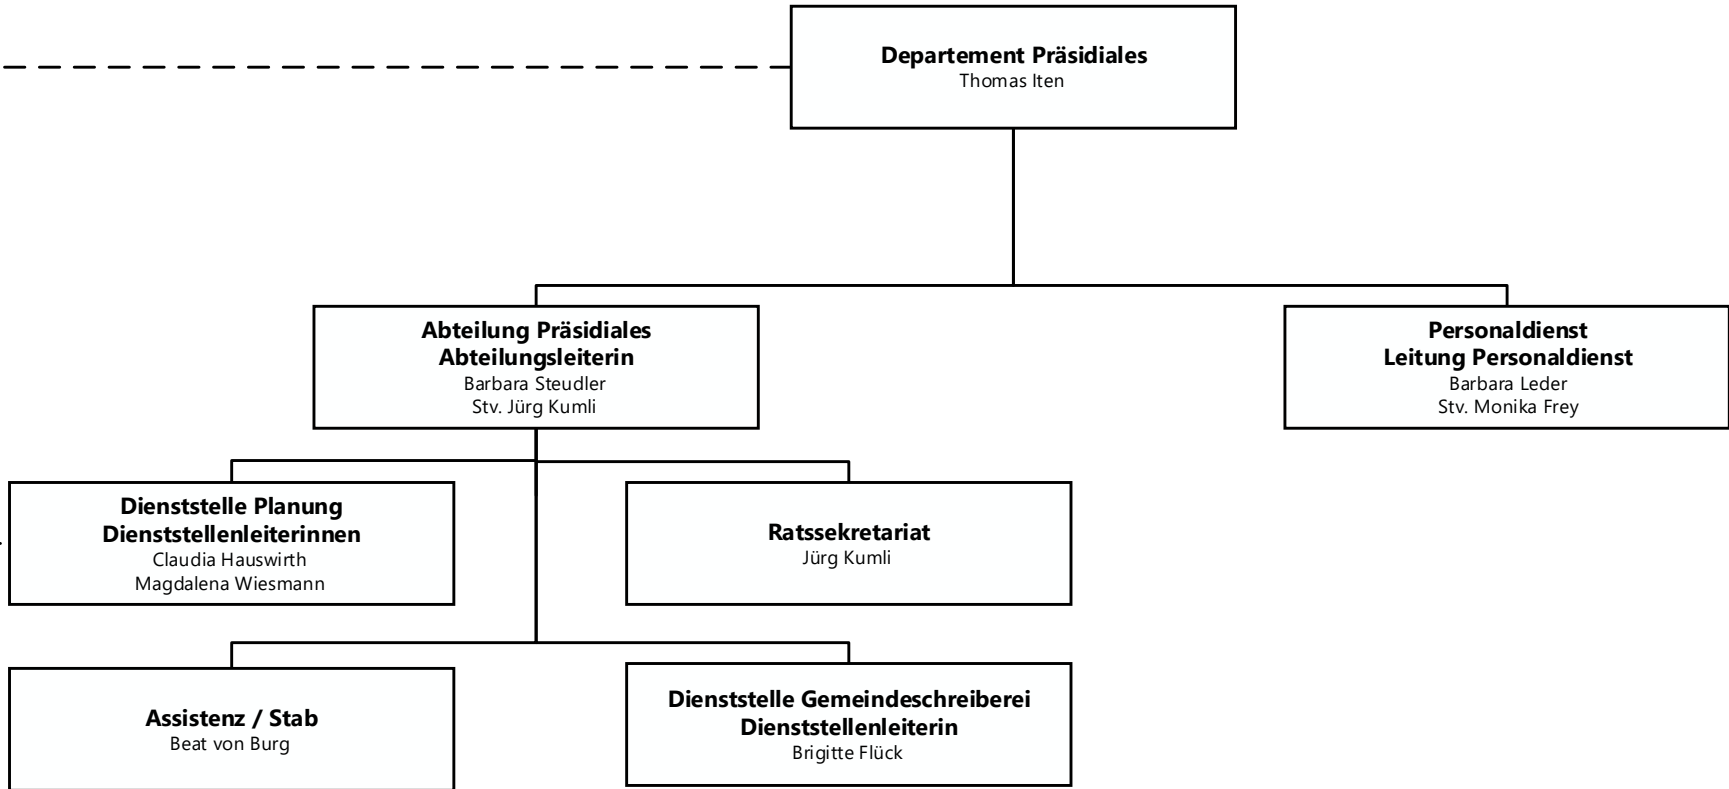 Departement Präsidiales
Thomas Iten
Abteilung Präsidiales
Abteilungsleiterin
Barbara Steudler
Stv. Jürg Kumli
Personaldienst
Leitung Personaldienst
Barbara Leder
Stv. Monika Frey
Dienststelle Planung
Dienststellenleiterinnen
Claudia Hauswirth
Magdalena Wiesmann
Ratssekretariat
Jürg Kumli
Assistenz / Stab
Beat von Burg
Dienststelle Gemeindeschreiberei
Dienststellenleiterin
Brigitte Flück